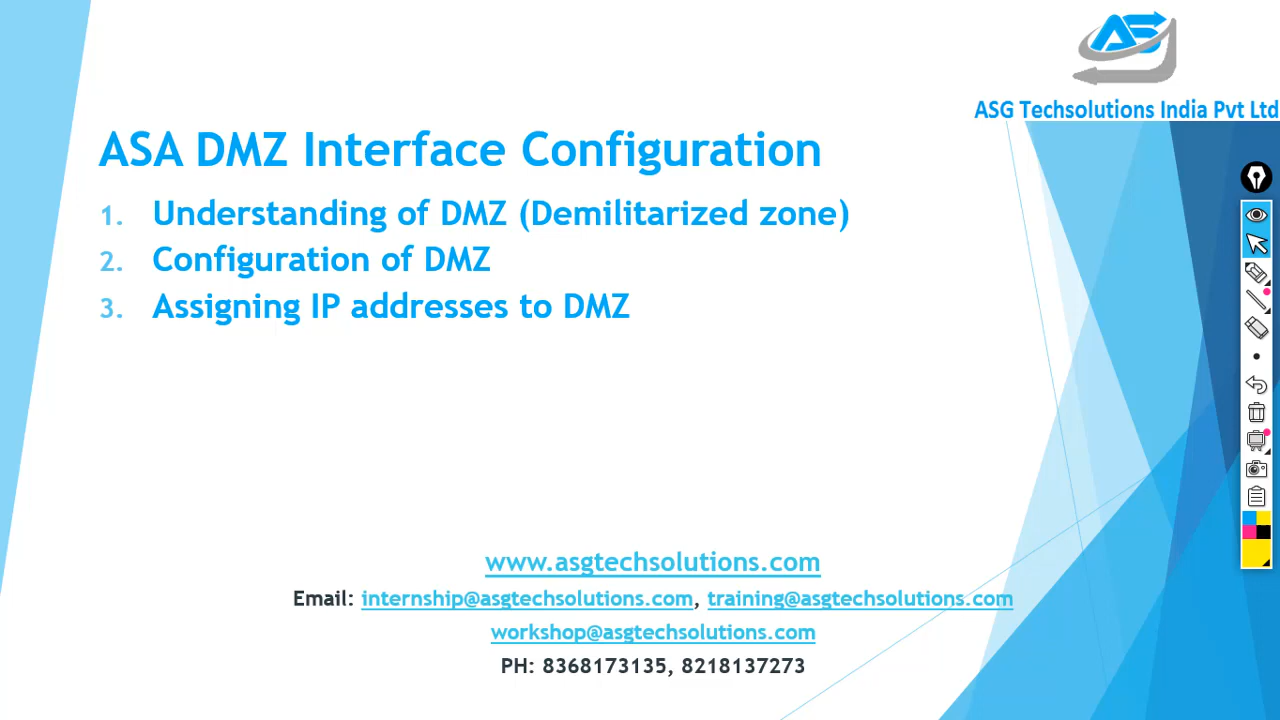 ASG Techsolutions India Pvt Ltd
ASA DMZ Interface Configuration
1. Understanding of DMZ (Demilitarized zone)
2. Configuration of DMZ
3. Assigning IP addresses to DMZ
www.asgtechsolutions.com
Email: internship@asgtechsolutions.com, training@asgtechsolutions.com
workshop@asgtechsolutions.com
PH: 8368173135, 8218137273